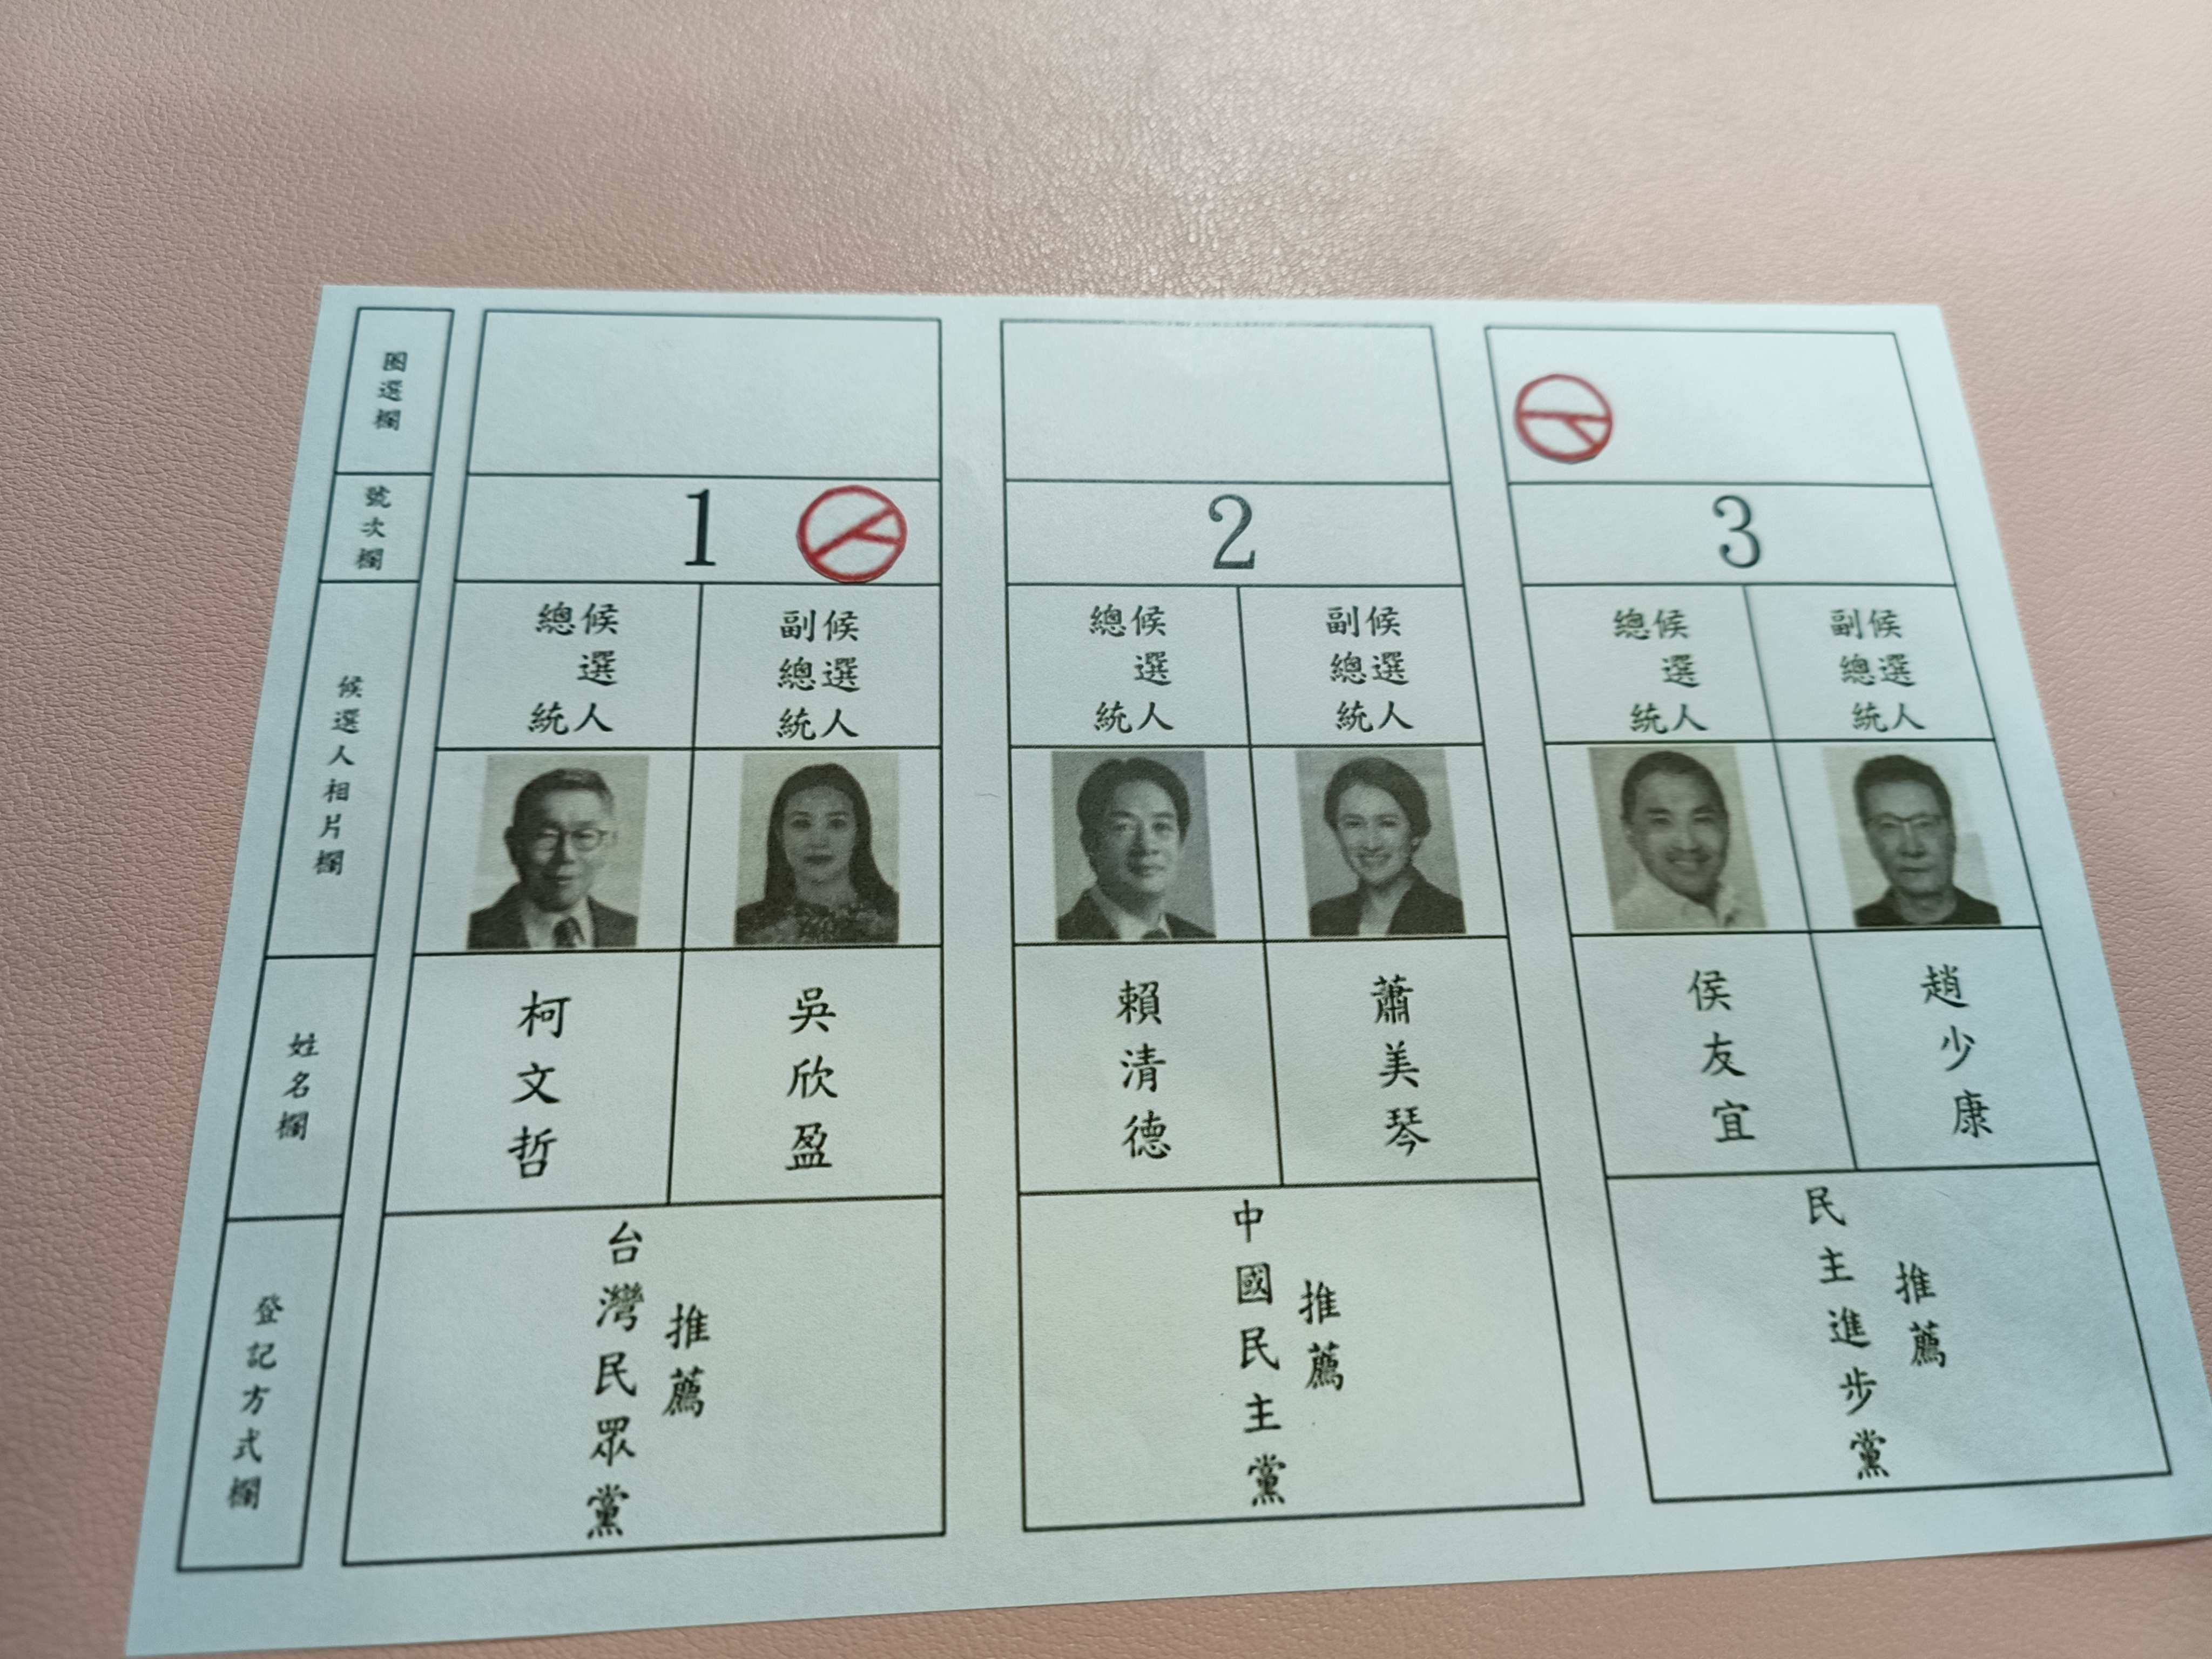 圈選欄
號次欄
候選人相片欄
姓名欄
登記方式欄
1
總統候選人
副總統候選人
柯文哲
吳欣盈
台灣民眾黨
推薦
2
總統候選人
副總統候選人
賴清德
蕭美琴
中國民主黨
推薦
3
總統候選人
副總統候選人
侯友宜
趙少康
民主進步黨
推薦